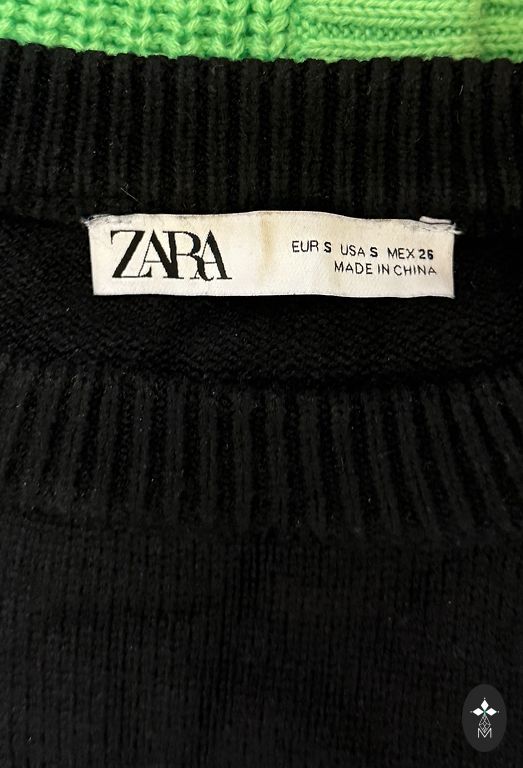 ZARA
EUR S USA S MEX 26
MADE IN CHINA
M